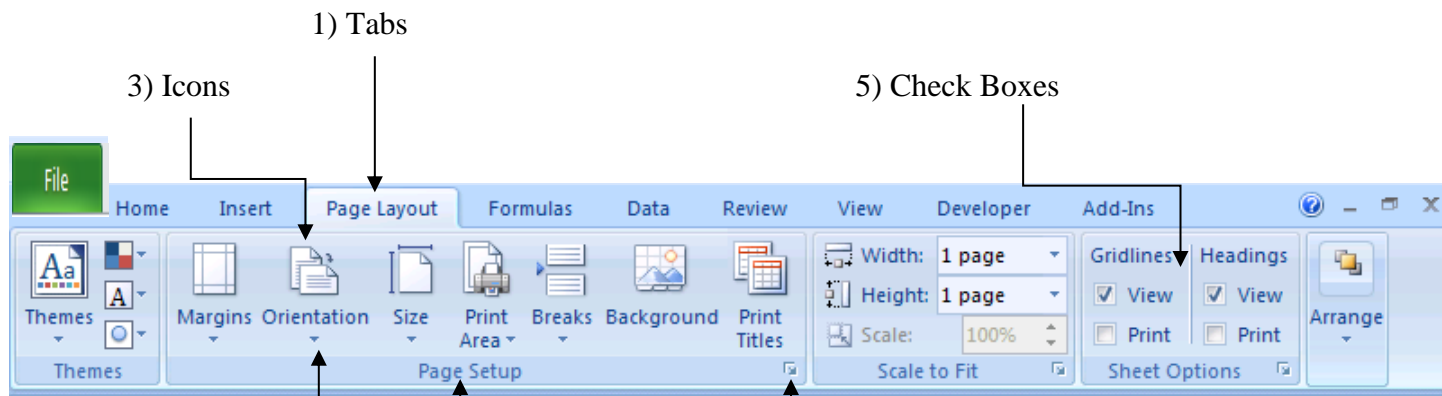 1) Tabs
3) Icons
5) Check Boxes
File
Home Insert Page Layout Formulas Data Review View Developer Add-Ins
Aa
A
Themes
Themes
Margins Orientation Size Print Area Breaks Background Print Titles
Page Setup
Width: 1 page
Height: 1 page
Scale: 100%
Scale to Fit
Gridlines Headings
View View
Print Print
Sheet Options
Arrange